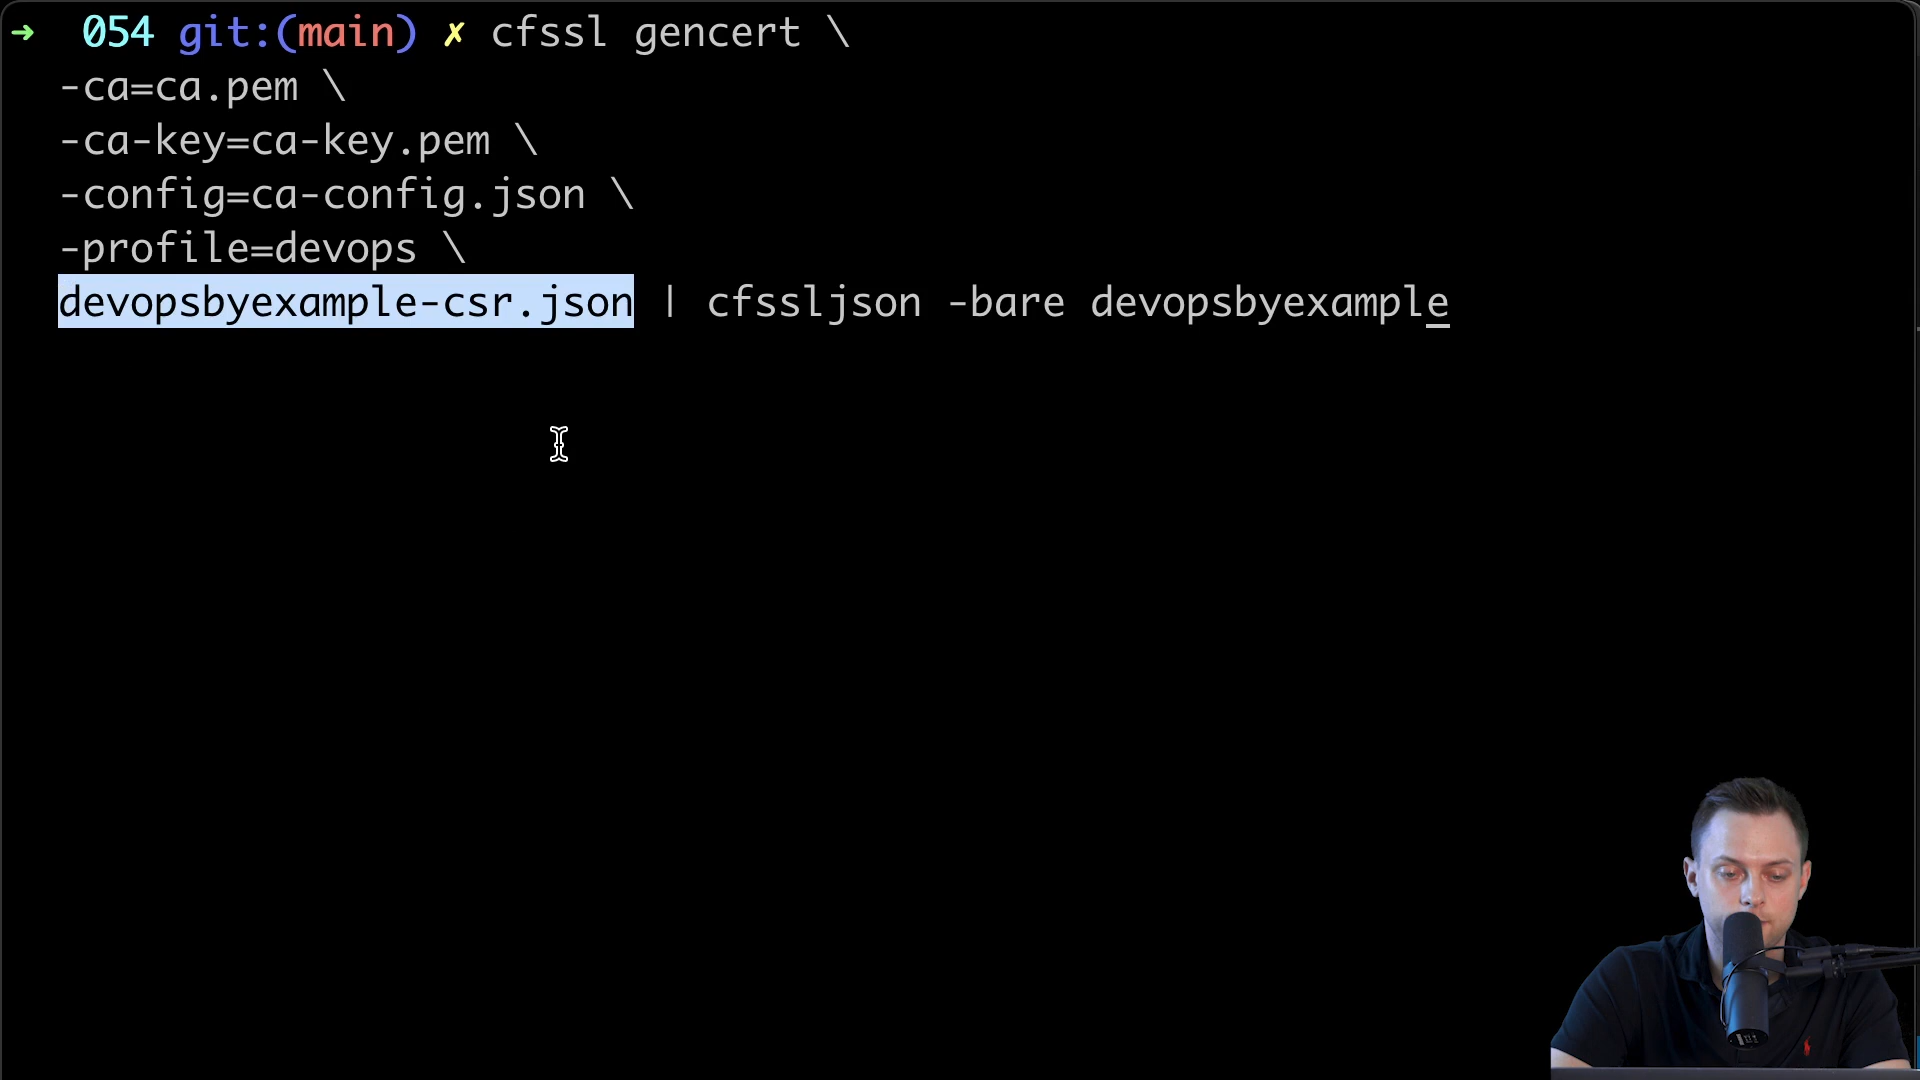 ➜ 054 git:(main) ✗ cfssl gencert \
-ca=ca.pem \
-ca-key=ca-key.pem \
-config=ca-config.json \
-profile=devops \
devopsbyexample-csr.json | cfssljson -bare devopsbyexample